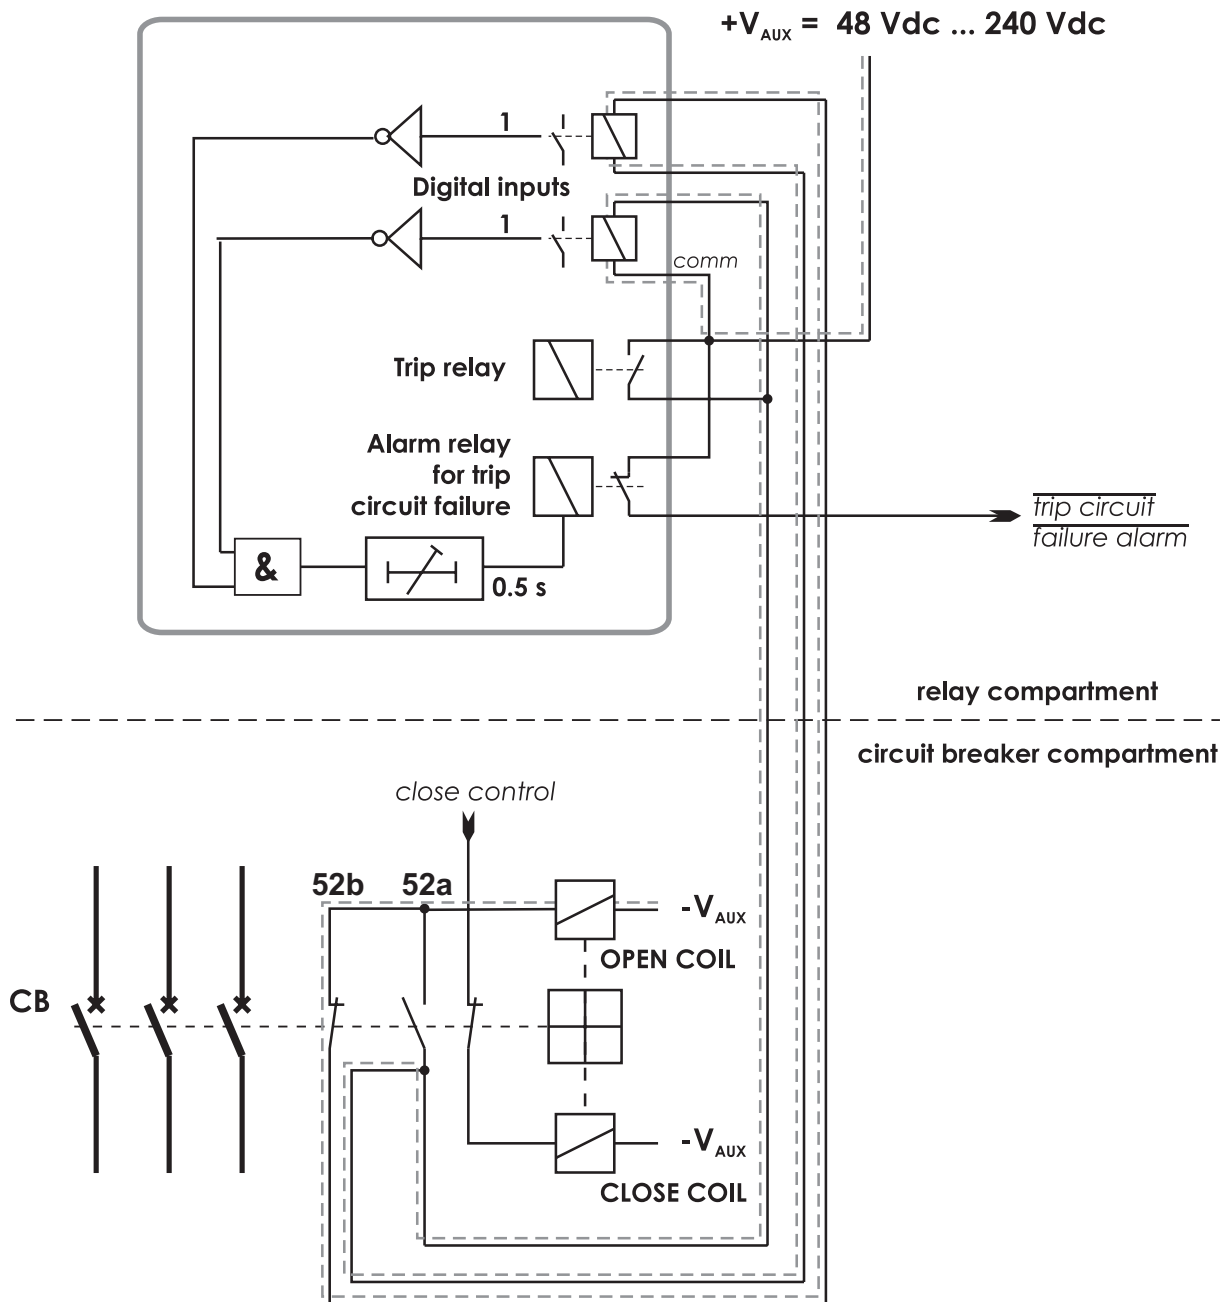 +VAUX = 48 Vdc ... 240 Vdc
1
Digital inputs
1
comm
Trip relay
Alarm relay
for trip
circuit failure
trip circuit
failure alarm
&
0.5 s
relay compartment
circuit breaker compartment
close control
52b 52a
-VAUX
OPEN COIL
CB
-VAUX
CLOSE COIL